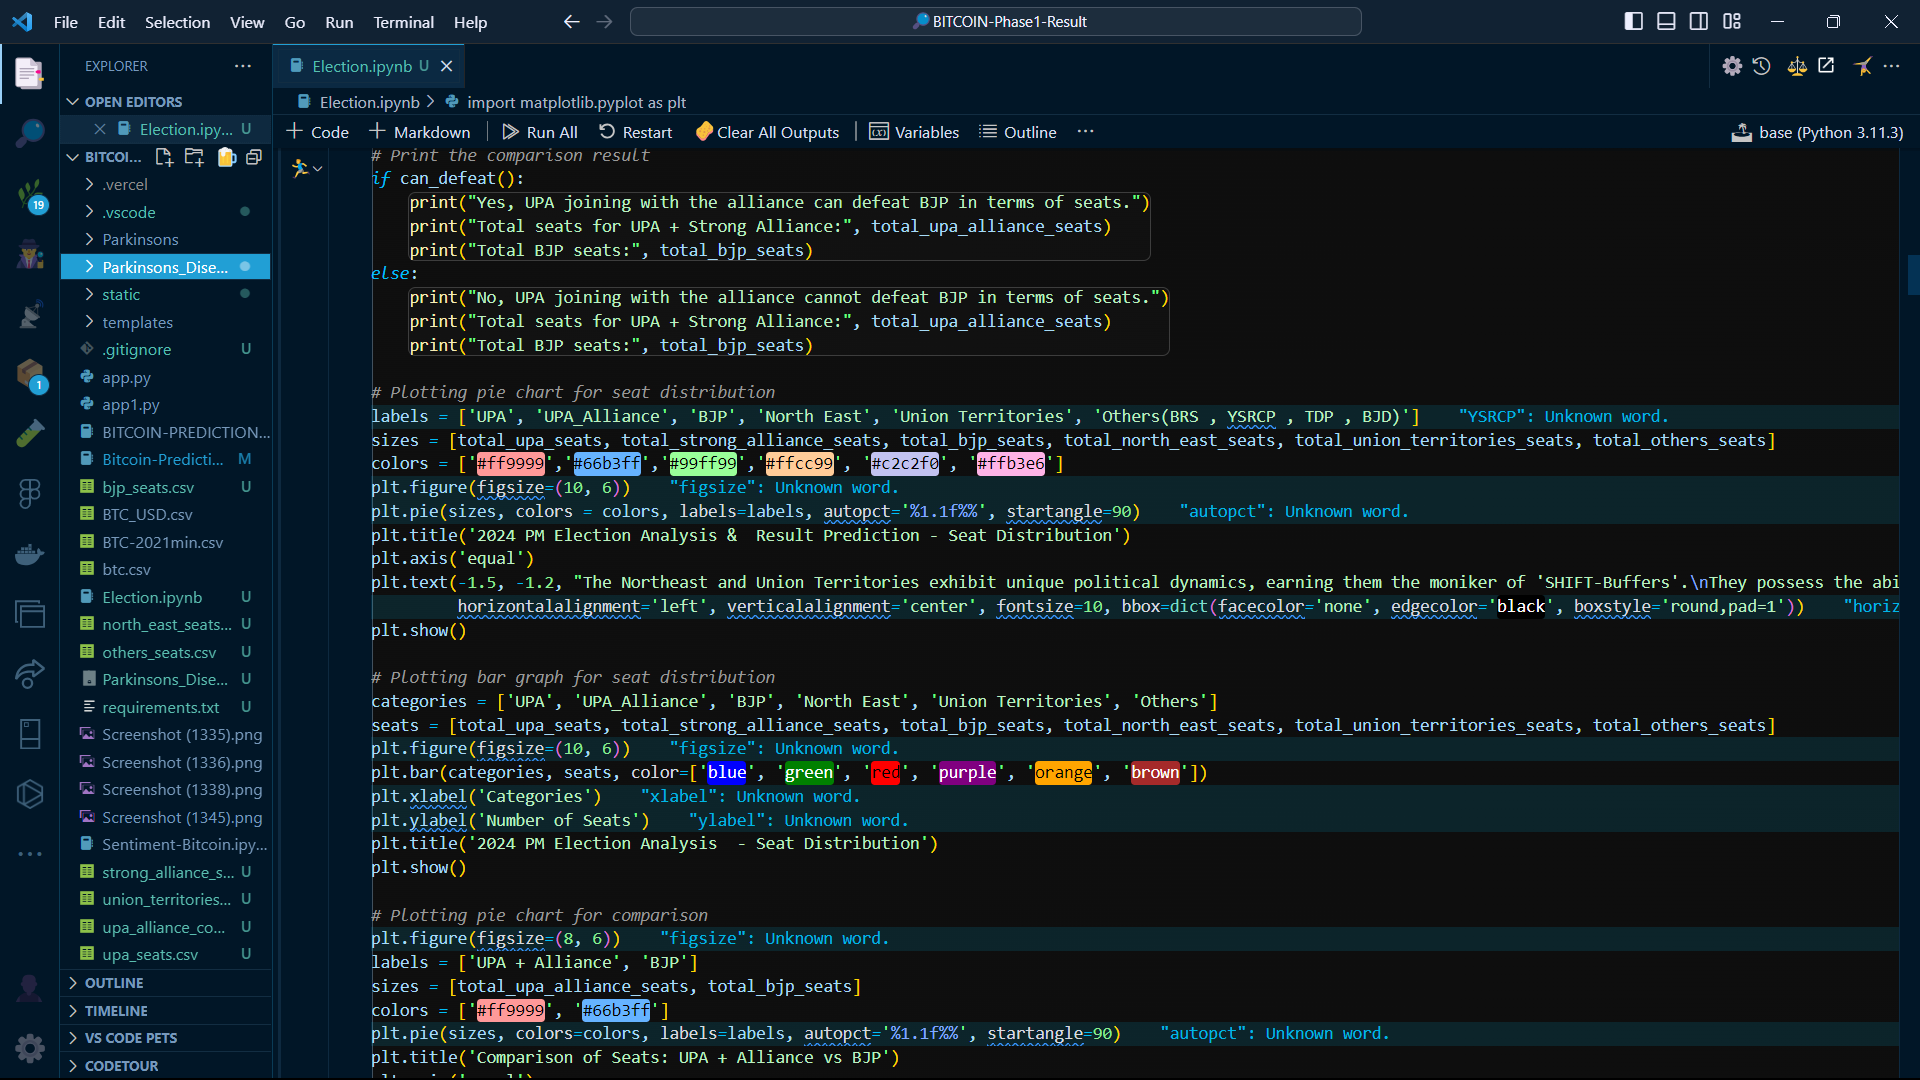 File Edit Selection View Go Run Terminal Help
BITCOIN-Phase1-Result
EXPLORER
Election.ipynb U
OPEN EDITORS
Election.ipynb > import matplotlib.pyplot as plt
Election.ipy... U
Code Markdown Run All Restart Clear All Outputs Variables Outline ... base (Python 3.11.3)
BITCOI...
.vercel
.vscode
Parkinsons
Parkinsons_Dise...
static
templates
.gitignore U
app.py
app1.py
BITCOIN-PREDICTION...
Bitcoin-Predicti... M
bjp_seats.csv U
BTC_USD.csv
BTC-2021min.csv
btc.csv
Election.ipynb U
north_east_seats... U
others_seats.csv U
Parkinsons_Dise... U
requirements.txt U
Screenshot (1335).png
Screenshot (1336).png
Screenshot (1338).png
Screenshot (1345).png
Sentiment-Bitcoin.ipy...
strong_alliance_s... U
union_territories... U
upa_alliance_co... U
upa_seats.csv U
OUTLINE
TIMELINE
VS CODE PETS
CODETOUR
19
1
# Print the comparison result
if can_defeat():
print("Yes, UPA joining with the alliance can defeat BJP in terms of seats.")
print("Total seats for UPA + Strong Alliance:", total_upa_alliance_seats)
print("Total BJP seats:", total_bjp_seats)
else:
print("No, UPA joining with the alliance cannot defeat BJP in terms of seats.")
print("Total seats for UPA + Strong Alliance:", total_upa_alliance_seats)
print("Total BJP seats:", total_bjp_seats)
# Plotting pie chart for seat distribution
labels = ['UPA', 'UPA_Alliance', 'BJP', 'North East', 'Union Territories', 'Others(BRS , YSRCP , TDP , BJD)'] "YSRCP": Unknown word.
sizes = [total_upa_seats, total_strong_alliance_seats, total_bjp_seats, total_north_east_seats, total_union_territories_seats, total_others_seats]
colors = ['#ff9999','#66b3ff','#99ff99','#ffcc99', '#c2c2f0', '#ffb3e6']
plt.figure(figsize=(10, 6)) "figsize": Unknown word.
plt.pie(sizes, colors = colors, labels=labels, autopct='%1.1f%%', startangle=90) "autopct": Unknown word.
plt.title('2024 PM Election Analysis & Result Prediction - Seat Distribution')
plt.axis('equal')
plt.text(-1.5, -1.2, "The Northeast and Union Territories exhibit unique political dynamics, earning them the moniker of 'SHIFT-Buffers'.\nThey possess the abi
horizontalalignment='left', verticalalignment='center', fontsize=10, bbox=dict(facecolor='none', edgecolor='black', boxstyle='round,pad=1')) "horiz
plt.show()
# Plotting bar graph for seat distribution
categories = ['UPA', 'UPA_Alliance', 'BJP', 'North East', 'Union Territories', 'Others']
seats = [total_upa_seats, total_strong_alliance_seats, total_bjp_seats, total_north_east_seats, total_union_territories_seats, total_others_seats]
plt.figure(figsize=(10, 6)) "figsize": Unknown word.
plt.bar(categories, seats, color=['blue', 'green', 'red', 'purple', 'orange', 'brown'])
plt.xlabel('Categories') "xlabel": Unknown word.
plt.ylabel('Number of Seats') "ylabel": Unknown word.
plt.title('2024 PM Election Analysis - Seat Distribution')
plt.show()
# Plotting pie chart for comparison
plt.figure(figsize=(8, 6)) "figsize": Unknown word.
labels = ['UPA + Alliance', 'BJP']
sizes = [total_upa_alliance_seats, total_bjp_seats]
colors = ['#ff9999', '#66b3ff']
plt.pie(sizes, colors=colors, labels=labels, autopct='%1.1f%%', startangle=90) "autopct": Unknown word.
plt.title('Comparison of Seats: UPA + Alliance vs BJP')